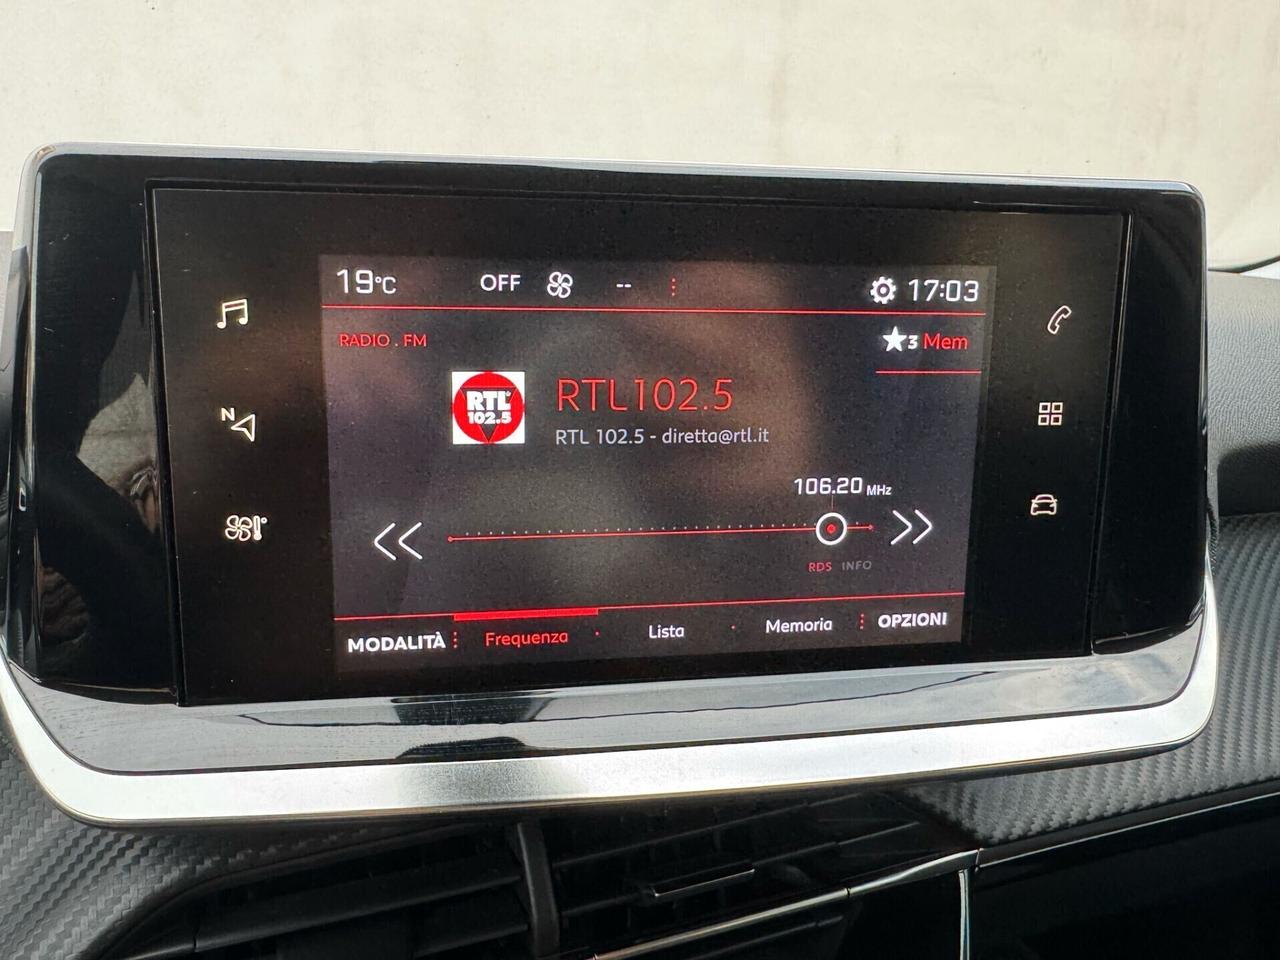 19°C OFF -- 17:03
RADIO . FM
3 Mem
RTL
102.5
RTL102.5
RTL 102.5 - diretta@rtl.it
N
106.20 MHz
RDS INFO
MODALITÀ Frequenza Lista Memoria OPZIONI